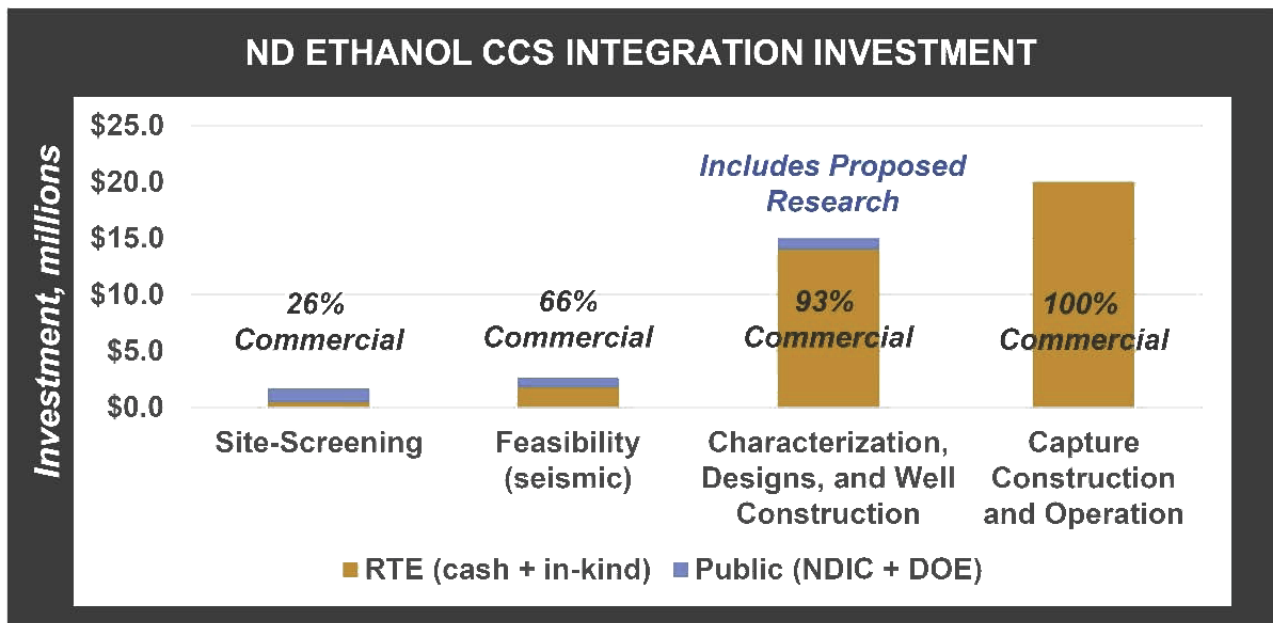 ND ETHANOL CCS INTEGRATION INVESTMENT
Investment, millions
$25.0
$20.0
$15.0
$10.0
$5.0
$0.0
Includes Proposed
Research
26%
Commercial
66%
Commercial
93%
Commercial
100%
Commercial
Site-Screening
Feasibility
(seismic)
Characterization,
Designs, and Well
Construction
Capture
Construction
and Operation
RTE (cash + in-kind)
Public (NDIC + DOE)